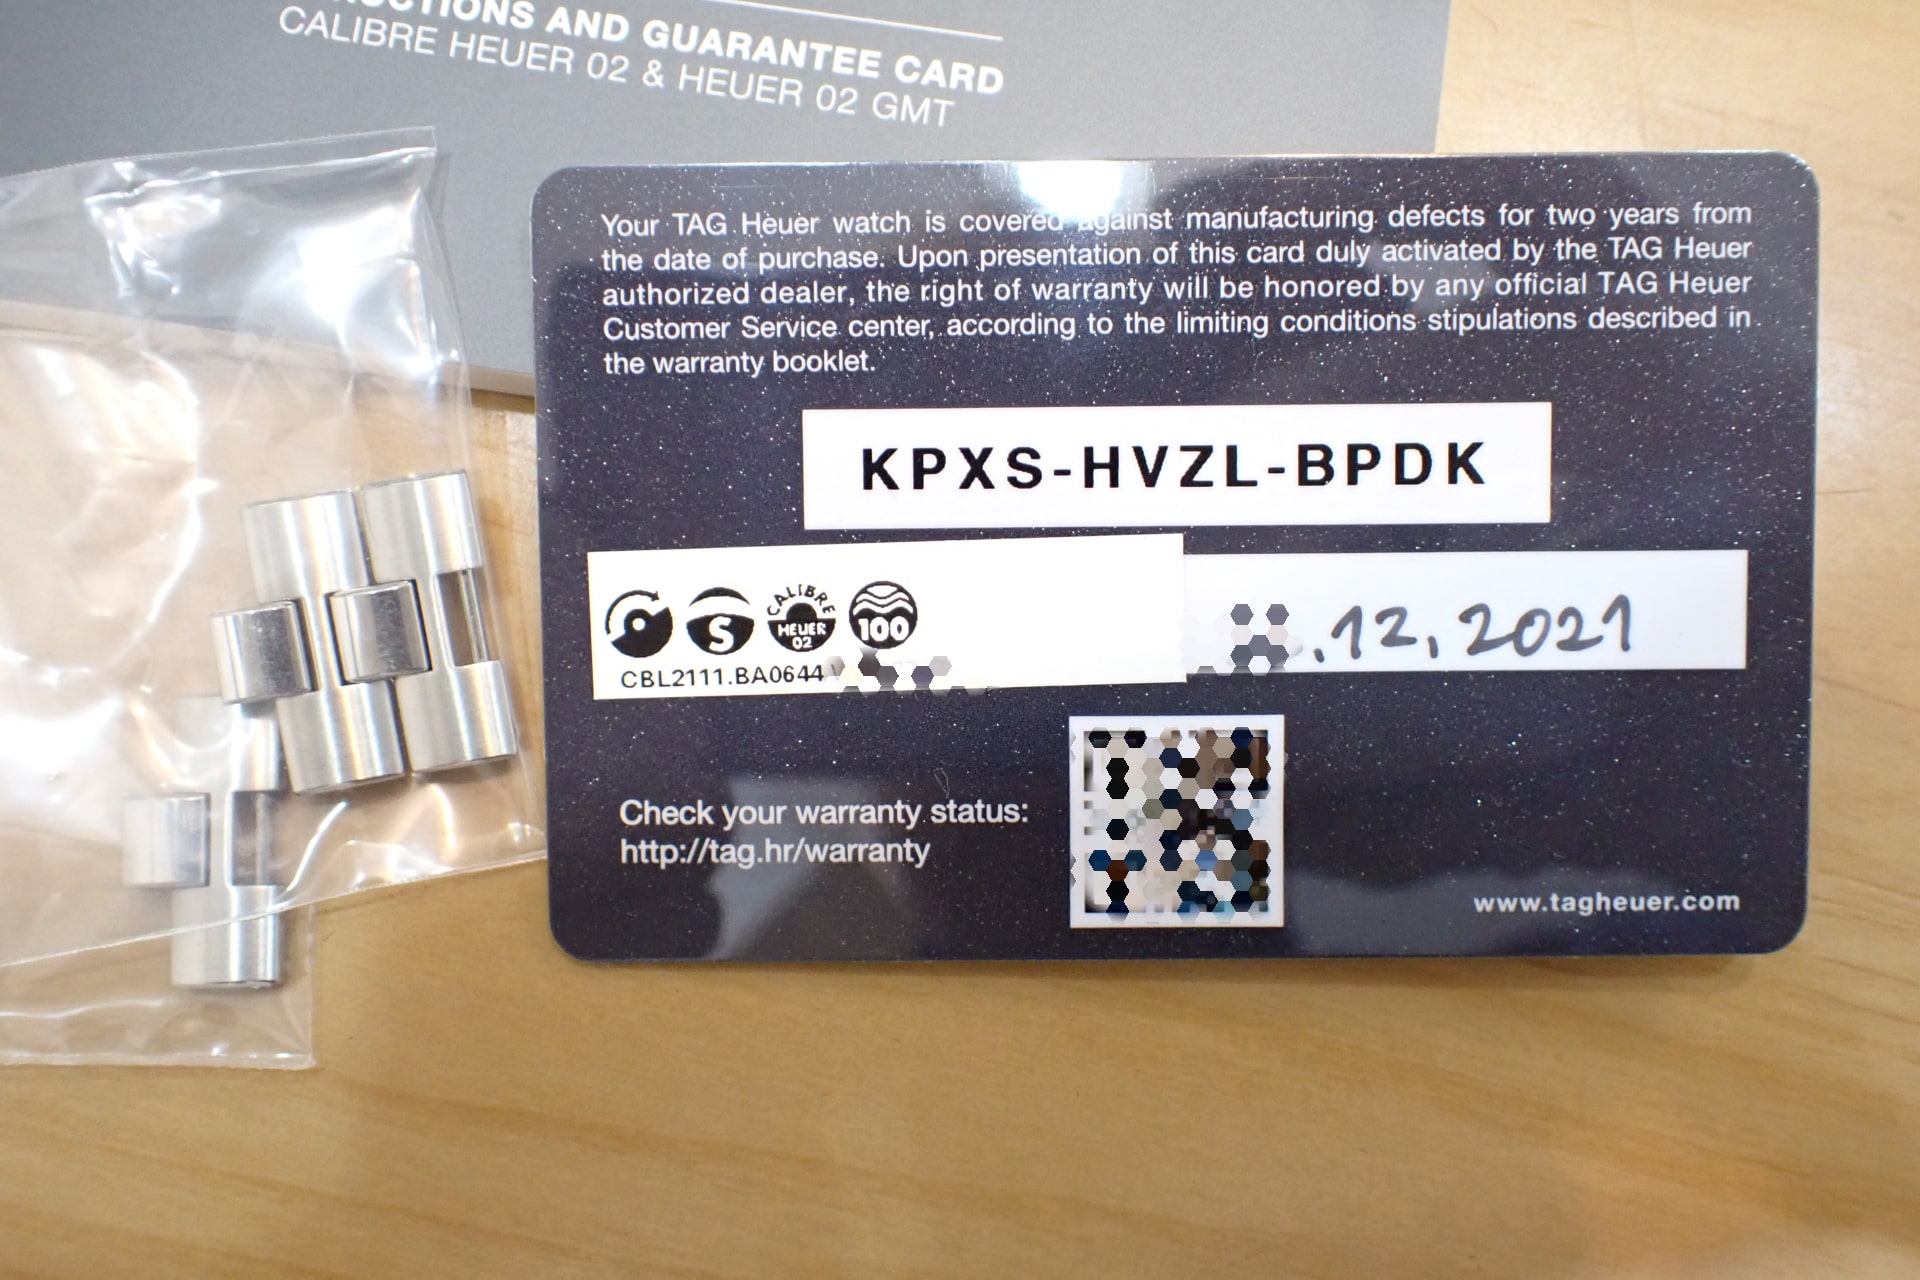 AND GUARANTEE CARD
CALIBRE HEUER 02 & HEUER 02 GMT
Your TAG Heuer watch is covered against manufacturing defects for two years from
the date of purchase. Upon presentation of this card duly activated by the TAG Heuer
authorized dealer, the right of warranty will be honored by any official TAG Heuer
Customer Service center, according to the limiting conditions stipulations described in
the warranty booklet.
KPXS-HVZL-BPDK
S
CALIBRE
HEUER
02
100
CBL2111.BA0644
.12,2021
Check your warranty status:
http://tag.hr/warranty
www.tagheuer.com